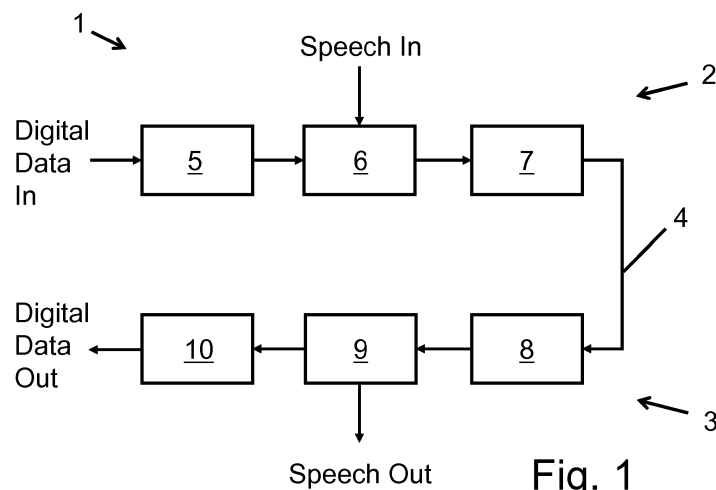 1
Speech In
2
Digital
Data
In
5
6
7
4
Digital
Data
Out
10
9
8
3
Speech Out
Fig. 1